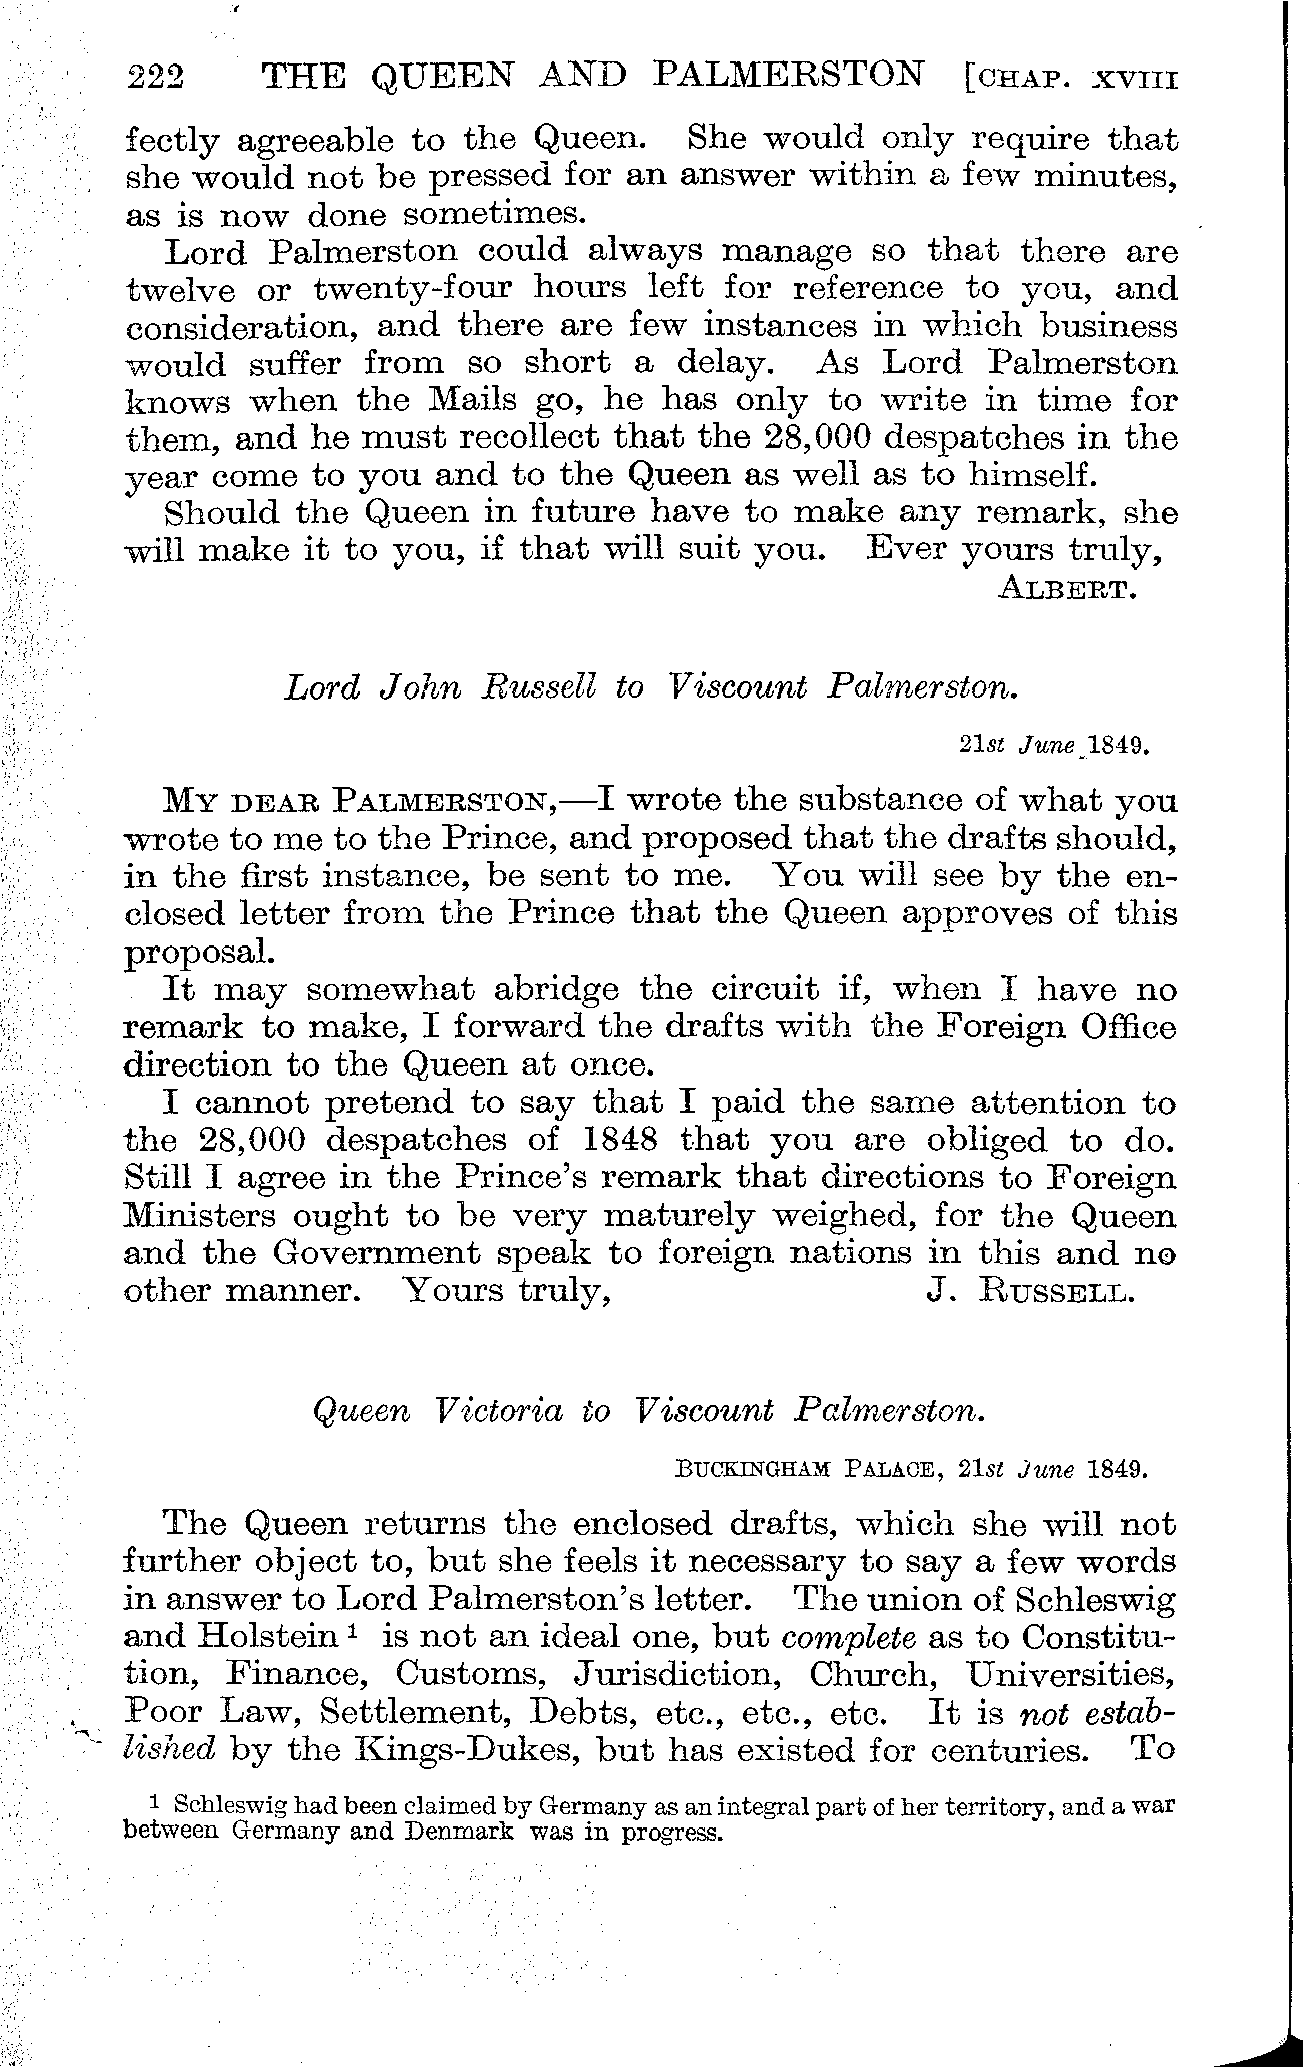 222 THE QUEEN AND PALMERSTON [CHAP. XVIII
fectly agreeable to the Queen. She would only require that
she would not be pressed for an answer within a few minutes,
as is now done sometimes.
Lord Palmerston could always manage so that there are
twelve or twenty-four hours left for reference to you, and
consideration, and there are few instances in which business
would suffer from so short a delay. As Lord Palmerston
knows when the Mails go, he has only to write in time for
them, and he must recollect that the 28,000 despatches in the
year come to you and to the Queen as well as to himself.
Should the Queen in future have to make any remark, she
will make it to you, if that will suit you. Ever yours truly,
ALBERT.
Lord John Russell to Viscount Palmerston.
21st June 1849.
MY DEAR PALMERSTON,—I wrote the substance of what you
wrote to me to the Prince, and proposed that the drafts should,
in the first instance, be sent to me. You will see by the en-
closed letter from the Prince that the Queen approves of this
proposal.
It may somewhat abridge the circuit if, when I have no
remark to make, I forward the drafts with the Foreign Office
direction to the Queen at once.
I cannot pretend to say that I paid the same attention to
the 28,000 despatches of 1848 that you are obliged to do.
Still I agree in the Prince's remark that directions to Foreign
Ministers ought to be very maturely weighed, for the Queen
and the Government speak to foreign nations in this and no
other manner. Yours truly, J. RUSSELL.
Queen Victoria to Viscount Palmerston.
BUCKINGHAM PALACE, 21st June 1849.
The Queen returns the enclosed drafts, which she will not
further object to, but she feels it necessary to say a few words
in answer to Lord Palmerston's letter. The union of Schleswig
and Holstein 1 is not an ideal one, but complete as to Constitu-
tion, Finance, Customs, Jurisdiction, Church, Universities,
Poor Law, Settlement, Debts, etc., etc., etc. It is not estab-
lished by the Kings-Dukes, but has existed for centuries. To
1 Schleswig had been claimed by Germany as an integral part of her territory, and a war
between Germany and Denmark was in progress.